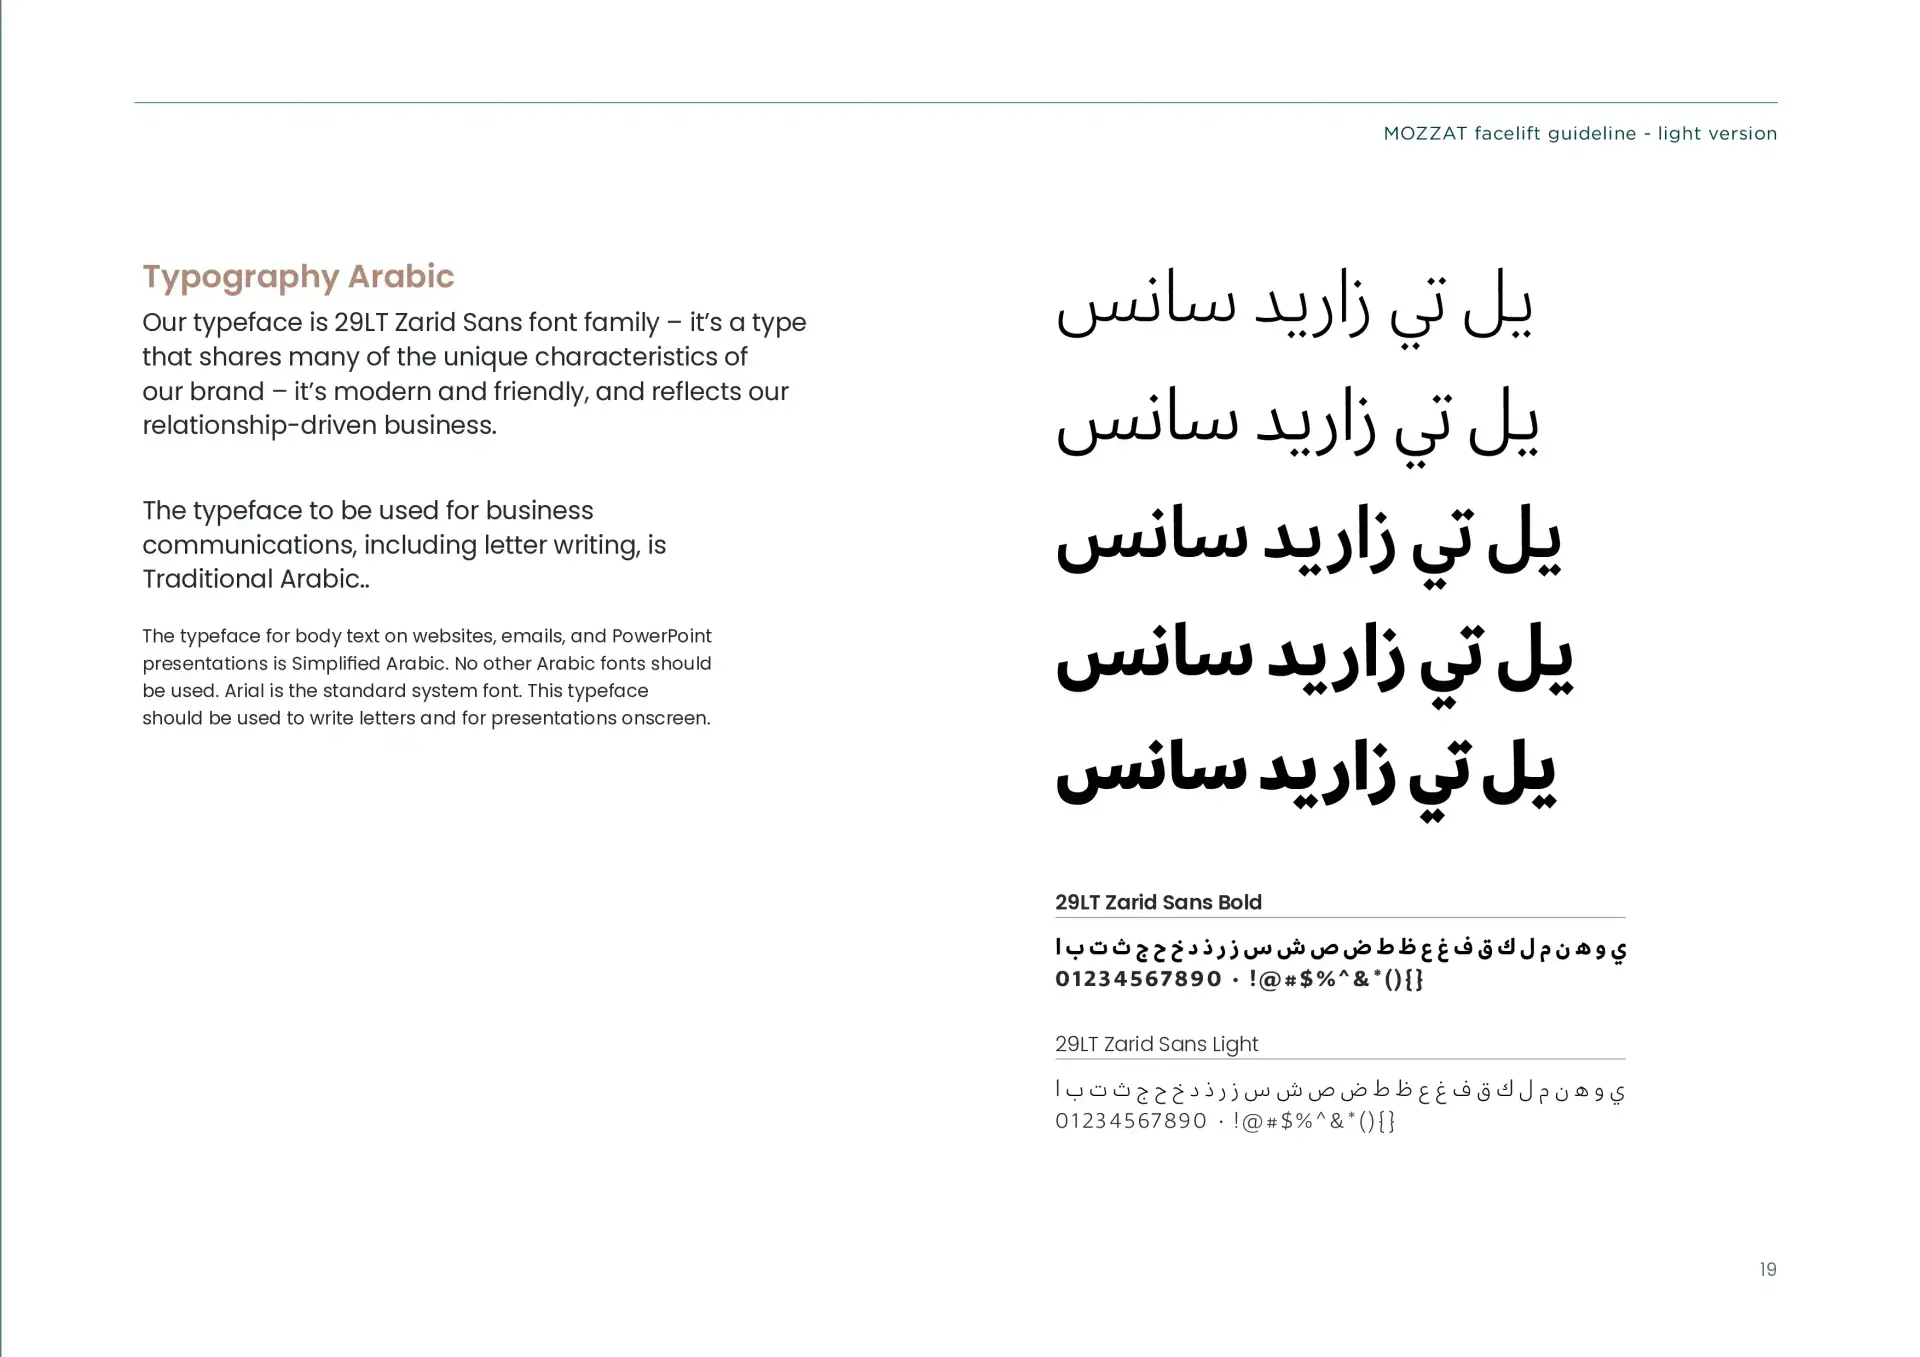 MOZZAT facelift guideline - light version
Typography Arabic
Our typeface is 29LT Zarid Sans font family – it’s a type
that shares many of the unique characteristics of
our brand – it’s modern and friendly, and reflects our
relationship-driven business.
The typeface to be used for business
communications, including letter writing, is
Traditional Arabic..
The typeface for body text on websites, emails, and PowerPoint
presentations is Simplified Arabic. No other Arabic fonts should
be used. Arial is the standard system font. This typeface
should be used to write letters and for presentations onscreen.
يل تي زاريد سانس
يل تي زاريد سانس
يل تي زاريد سانس
يل تي زاريد سانس
يل تي زاريد سانس
29LT Zarid Sans Bold
ي و ه ن م ل ك ق ف غ ع ظ ط ض ص ش س ز ر ذ د خ ح ج ث ت ب ا
01234567890 · !@#$%^&*(){}
29LT Zarid Sans Light
ي و ه ن م ل ك ق ف غ ع ظ ط ض ص ش س ز ر ذ د خ ح ج ث ت ب ا
01234567890 · !@#$%^&*(){}
19